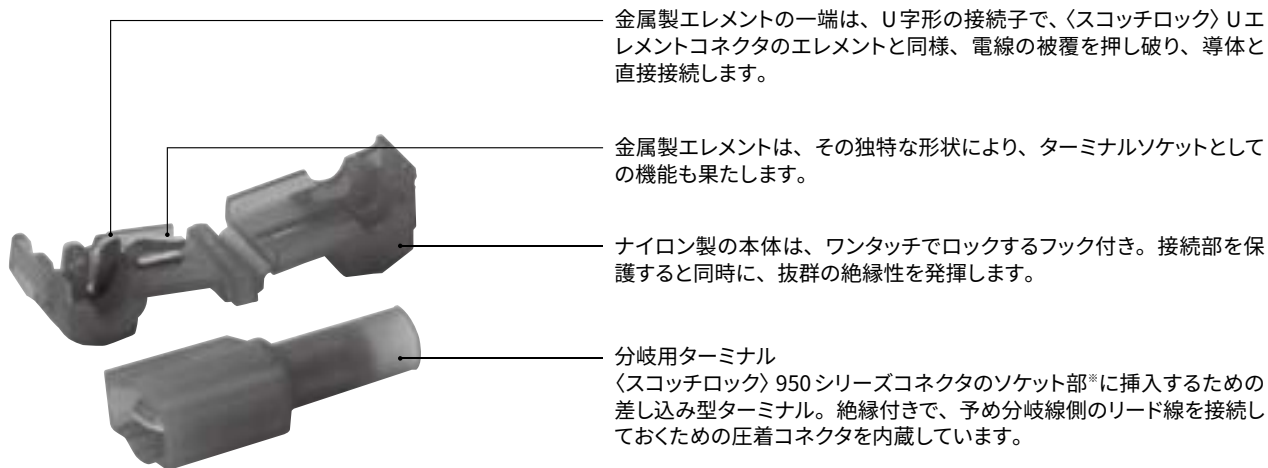 金属製エレメントの一端は、U字形の接続子で、〈スコッチロック〉Uエ
レメントコネクタのエレメントと同様、電線の被覆を押し破り、導体と
直接接続します。
金属製エレメントは、その独特な形状により、ターミナルソケットとして
の機能も果たします。
ナイロン製の本体は、ワンタッチでロックするフック付き。接続部を保
護すると同時に、抜群の絶縁性を発揮します。
分岐用ターミナル
〈スコッチロック〉950シリーズコネクタのソケット部※に挿入するための
差し込み型ターミナル。絶縁付きで、予め分岐線側のリード線を接続し
ておくための圧着コネクタを内蔵しています。